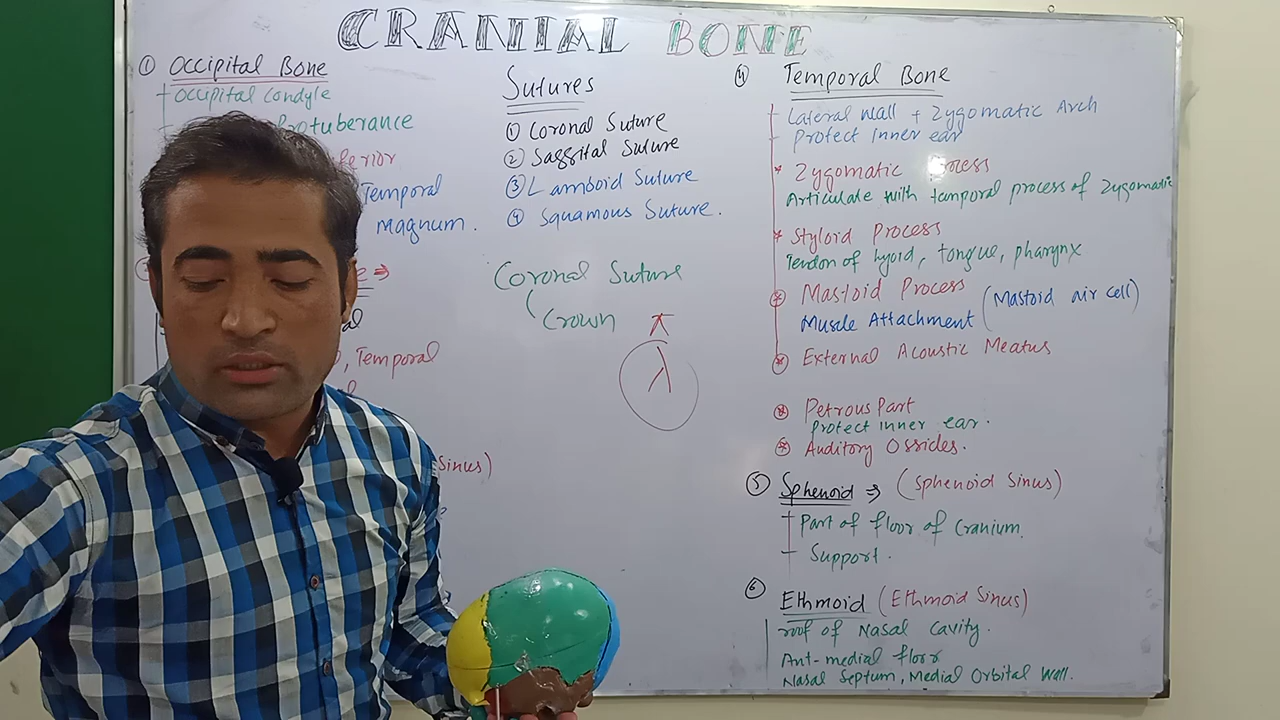 CRANIAL BONE
① Occipital Bone
Occipital Condyle
Protuberance
Temporal
magnum.
, Temporal
Sinus)
Sutures
① Coronal Suture
② Saggital Suture
③ Lamboid Suture
④ Squamous Suture.
Coronal Suture
Crown
λ
④ Temporal Bone
Lateral wall + Zygomatic Arch
Protect inner ear
* Zygomatic Process
Articulate with tamporal process of Zygomatic
* Styloid Process
Tendon of hyoid, tongue, pharynx
* Mastoid Process (Mastoid air cell)
Muscle Attachment
* External Acoustic Meatus
* Petrous Part
Protect inner ear.
* Auditory Ossicles.
⑤ Sphenoid ⇒ (Sphenoid Sinus)
Part of floor of Cranium.
Support.
⑥ Ethmoid (Ethmoid Sinus)
roof of Nasal Cavity.
Ant-medial floor
Nasal Septum, Medial Orbital Wall.